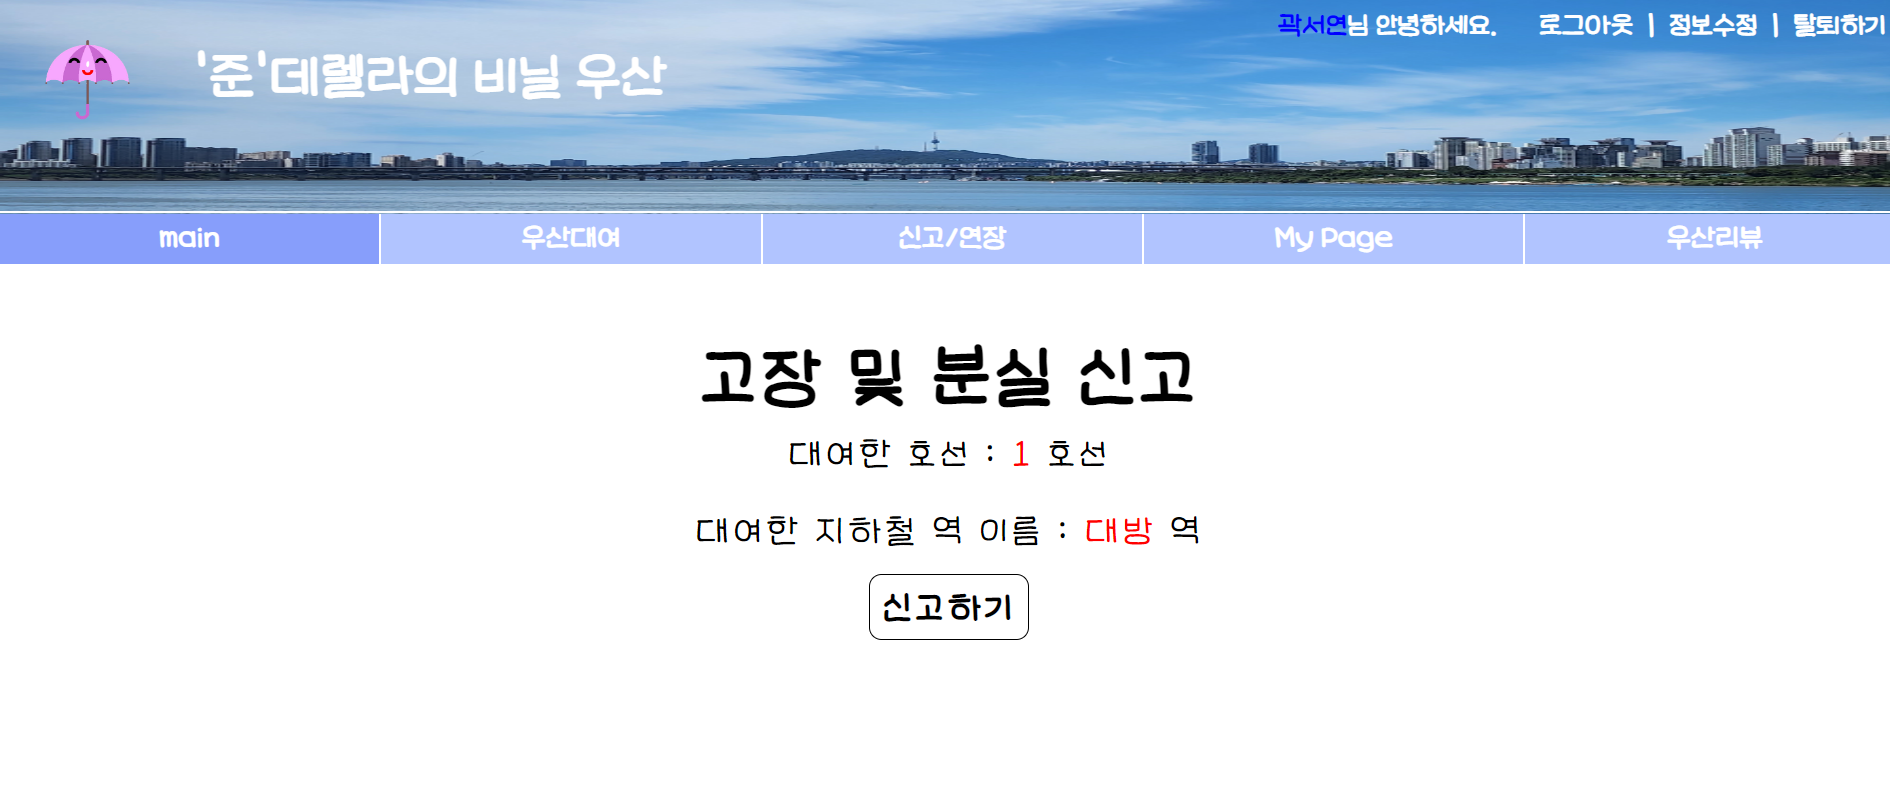 곽서연님 안녕하세요. 로그아웃 | 정보수정 | 탈퇴하기
'준'데렐라의 비닐 우산
main 우산대여 신고/연장 My Page 우산리뷰
고장 및 분실 신고
대여한 호선 : 1 호선
대여한 지하철 역 이름 : 대방 역
신고하기